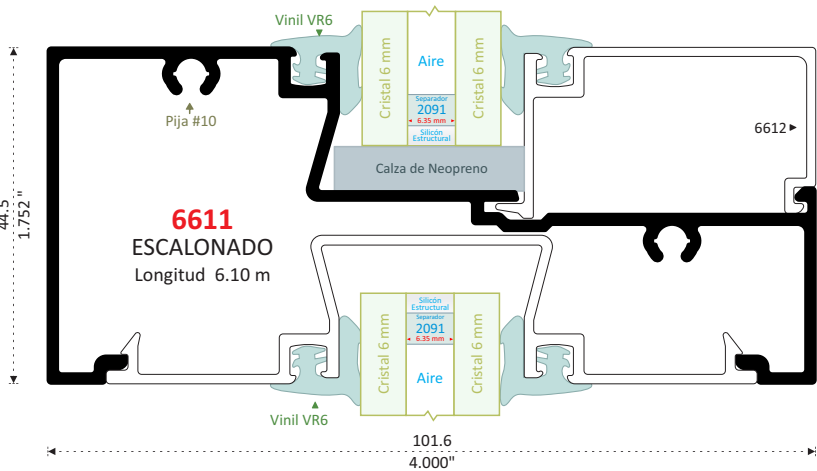 Vinil VR6
Cristal 6 mm
Aire
Cristal 6 mm
Separador
2091
6.35 mm
Silicón
Estructural
Pija #10
6612
Calza de Neopreno
44.5
1.752"
6611
ESCALONADO
Longitud 6.10 m
Silicón
Estructural
Separador
2091
6.35 mm
Cristal 6 mm
Aire
Cristal 6 mm
Vinil VR6
101.6
4.000"